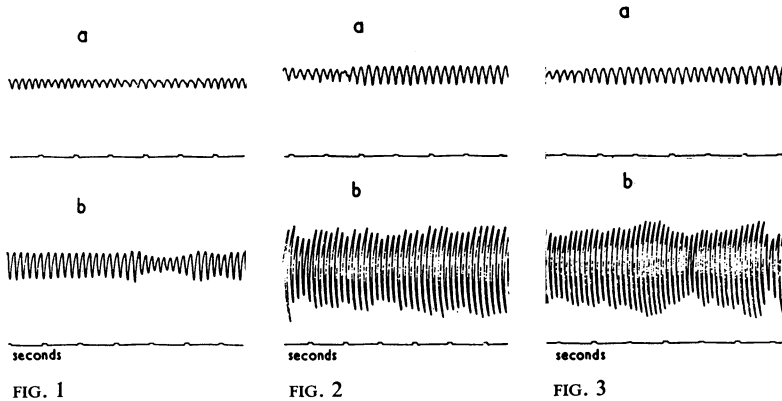 a
a
a
b
b
b
seconds
seconds
seconds
FIG. 1
FIG. 2
FIG. 3